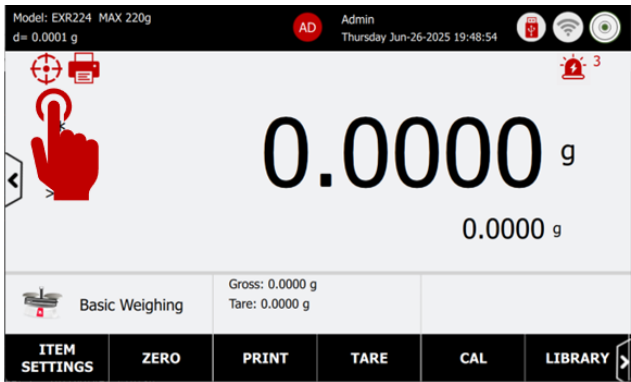 Model: EXR224 MAX 220g
d= 0.0001 g
AD
Admin
Thursday Jun-26-2025 19:48:54
3
0.0000 g
0.0000 g
Basic Weighing
Gross: 0.0000 g
Tare: 0.0000 g
ITEM SETTINGS
ZERO
PRINT
TARE
CAL
LIBRARY